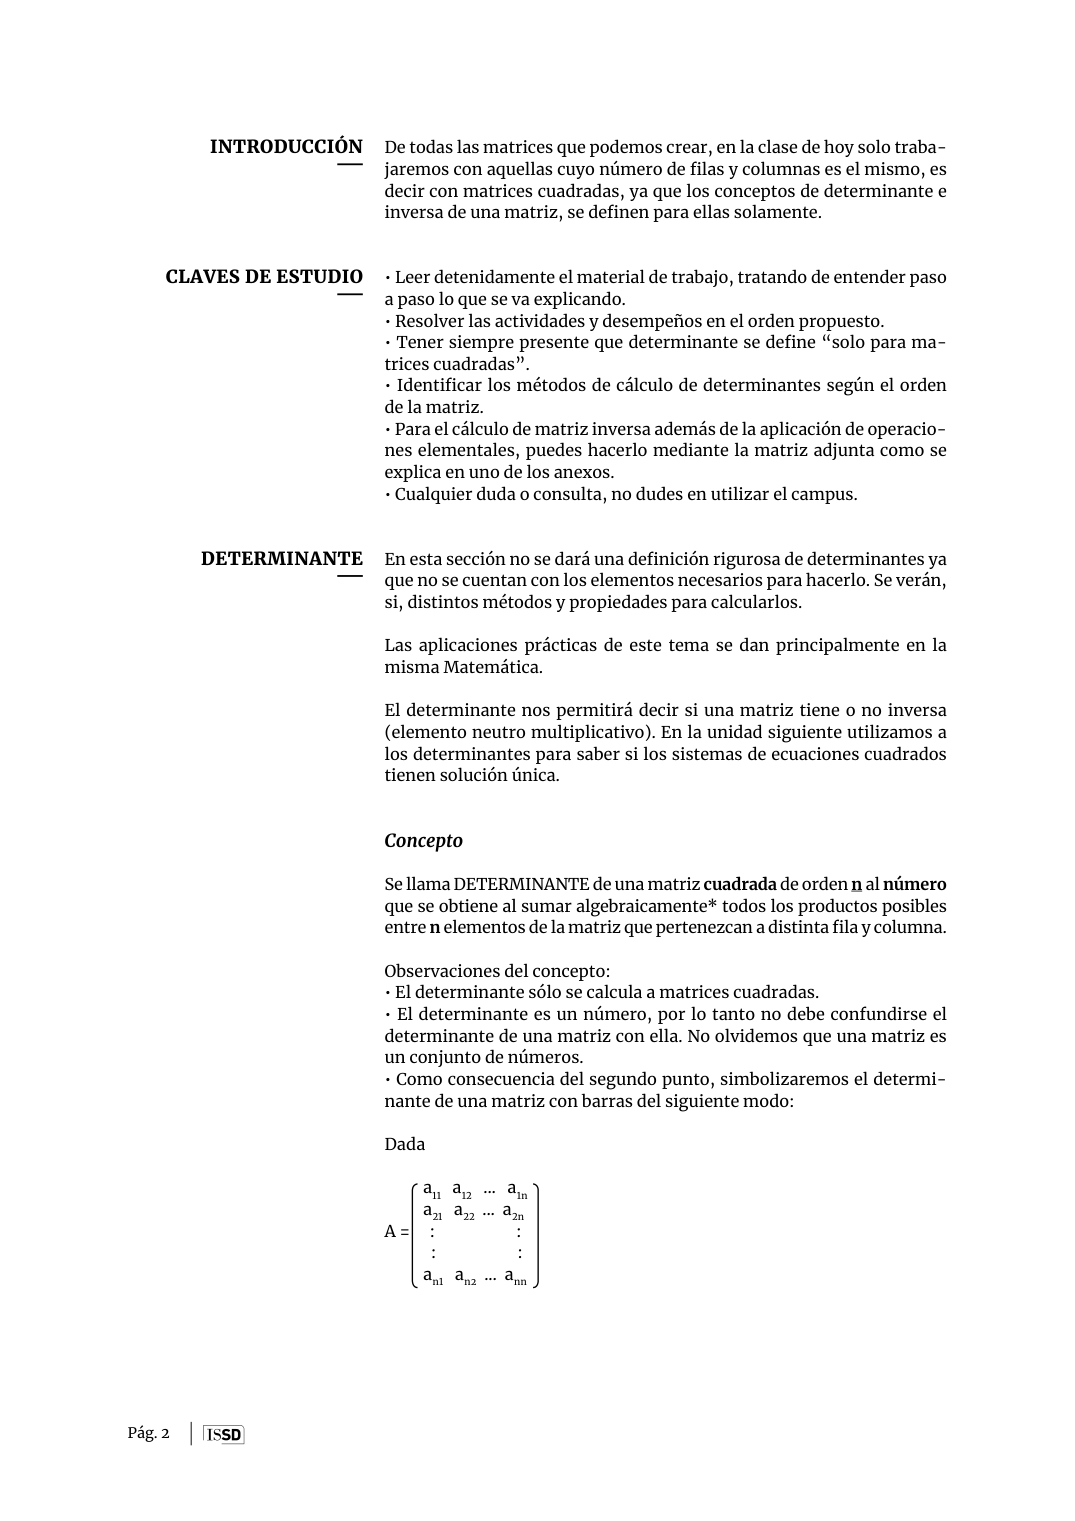 INTRODUCCIÓN
De todas las matrices que podemos crear, en la clase de hoy solo traba-
jaremos con aquellas cuyo número de filas y columnas es el mismo, es
decir con matrices cuadradas, ya que los conceptos de determinante e
inversa de una matriz, se definen para ellas solamente.
CLAVES DE ESTUDIO
• Leer detenidamente el material de trabajo, tratando de entender paso
a paso lo que se va explicando.
• Resolver las actividades y desempeños en el orden propuesto.
• Tener siempre presente que determinante se define “solo para ma-
trices cuadradas”.
• Identificar los métodos de cálculo de determinantes según el orden
de la matriz.
• Para el cálculo de matriz inversa además de la aplicación de operacio-
nes elementales, puedes hacerlo mediante la matriz adjunta como se
explica en uno de los anexos.
• Cualquier duda o consulta, no dudes en utilizar el campus.
DETERMINANTE
En esta sección no se dará una definición rigurosa de determinantes ya
que no se cuentan con los elementos necesarios para hacerlo. Se verán,
si, distintos métodos y propiedades para calcularlos.
Las aplicaciones prácticas de este tema se dan principalmente en la
misma Matemática.
El determinante nos permitirá decir si una matriz tiene o no inversa
(elemento neutro multiplicativo). En la unidad siguiente utilizamos a
los determinantes para saber si los sistemas de ecuaciones cuadrados
tienen solución única.
Concepto
Se llama DETERMINANTE de una matriz cuadrada de orden n al número
que se obtiene al sumar algebraicamente* todos los productos posibles
entre n elementos de la matriz que pertenezcan a distinta fila y columna.
Observaciones del concepto:
• El determinante sólo se calcula a matrices cuadradas.
• El determinante es un número, por lo tanto no debe confundirse el
determinante de una matriz con ella. No olvidemos que una matriz es
un conjunto de números.
• Como consecuencia del segundo punto, simbolizaremos el determi-
nante de una matriz con barras del siguiente modo:
Dada
a11 a12 ... a1n
a21 a22 ... a2n
A = : :
: :
an1 an2 ... ann
Pág. 2 | ISSD